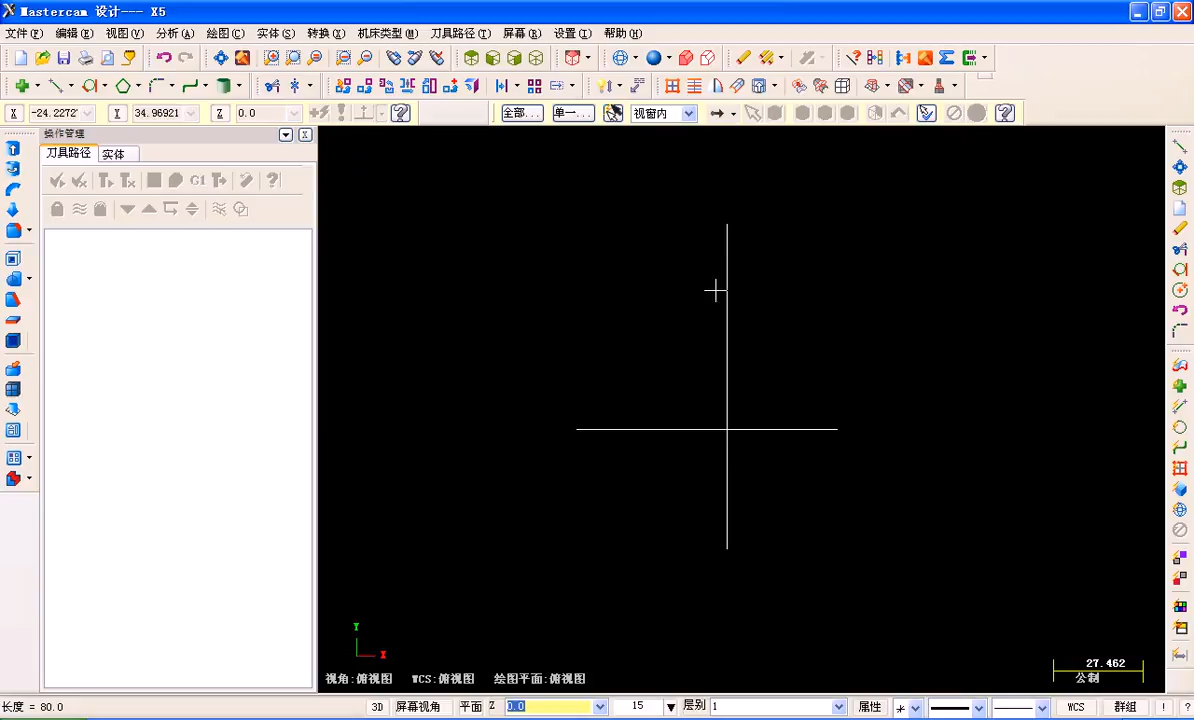 Mastercam 设计--- X5
文件(F) 编辑(E) 视图(V) 分析(A) 绘图(C) 实体(S) 转换(X) 机床类型(M) 刀具路径(T) 屏幕(R) 设置(I) 帮助(H)
X -24.2272' Y 34.96921 Z 0.0 全部... 单一... 视窗内
操作管理
刀具路径 实体
G1
Y
X
27.462
视角:俯视图 WCS:俯视图 绘图平面:俯视图 公制
长度 = 80.0 3D 屏幕视角 平面 Z 0.0 15 层别 1 属性 WCS 群组 ! ?